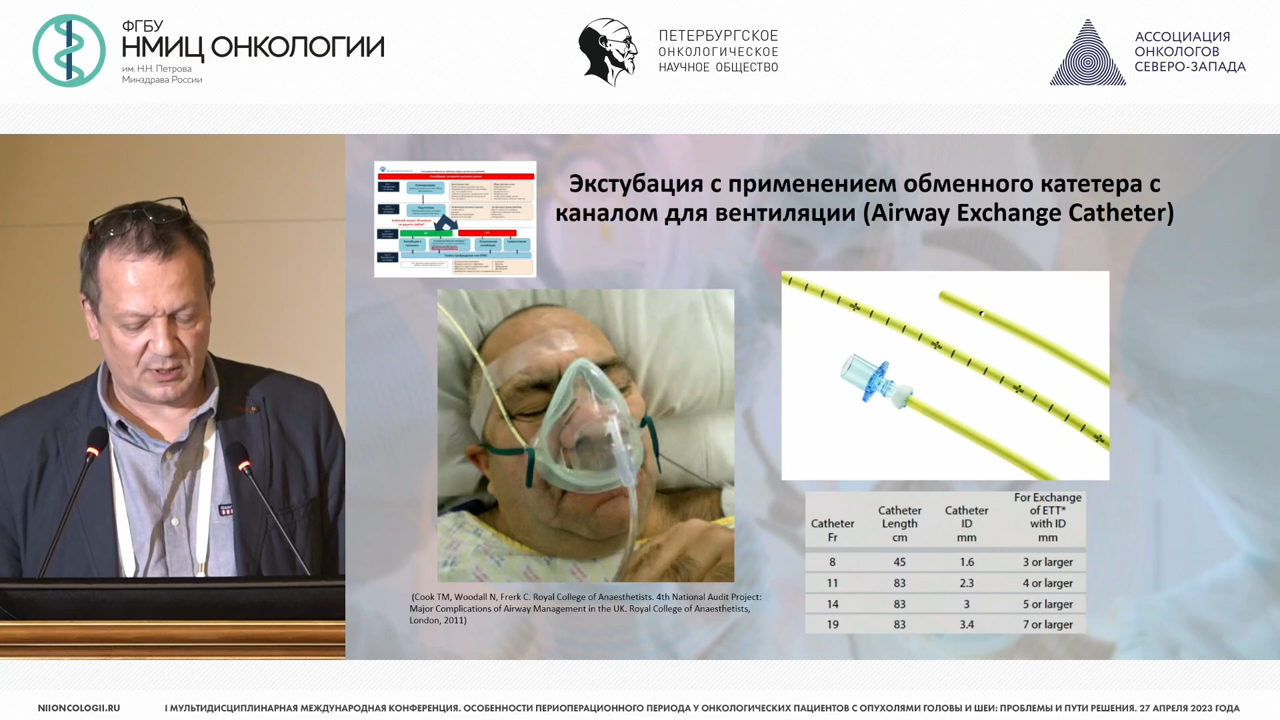 ФГБУ
НМИЦ ОНКОЛОГИИ
им. Н.Н. Петрова
Минздрава России
ПЕТЕРБУРГСКОЕ
ОНКОЛОГИЧЕСКОЕ
НАУЧНОЕ ОБЩЕСТВО
АССОЦИАЦИЯ
ОНКОЛОГОВ
СЕВЕРО-ЗАПАДА
Экстубация с применением обменного катетера с
каналом для вентиляции (Airway Exchange Catheter)
(Cook TM, Woodall N, Frerk C. Royal College of Anaesthetists. 4th National Audit Project:
Major Complications of Airway Management in the UK. Royal College of Anaesthetists,
London, 2011)
Catheter Fr Catheter Length cm Catheter ID mm For Exchange of ETT* with ID mm
8 45 1.6 3 or larger
11 83 2.3 4 or larger
14 83 3 5 or larger
19 83 3.4 7 or larger
NIIONCOLOGII.RU
I МУЛЬТИДИСЦИПЛИНАРНАЯ МЕЖДУНАРОДНАЯ КОНФЕРЕНЦИЯ. ОСОБЕННОСТИ ПЕРИОПЕРАЦИОННОГО ПЕРИОДА У ОНКОЛОГИЧЕСКИХ ПАЦИЕНТОВ С ОПУХОЛЯМИ ГОЛОВЫ И ШЕИ: ПРОБЛЕМЫ И ПУТИ РЕШЕНИЯ. 27 АПРЕЛЯ 2023 ГОДА